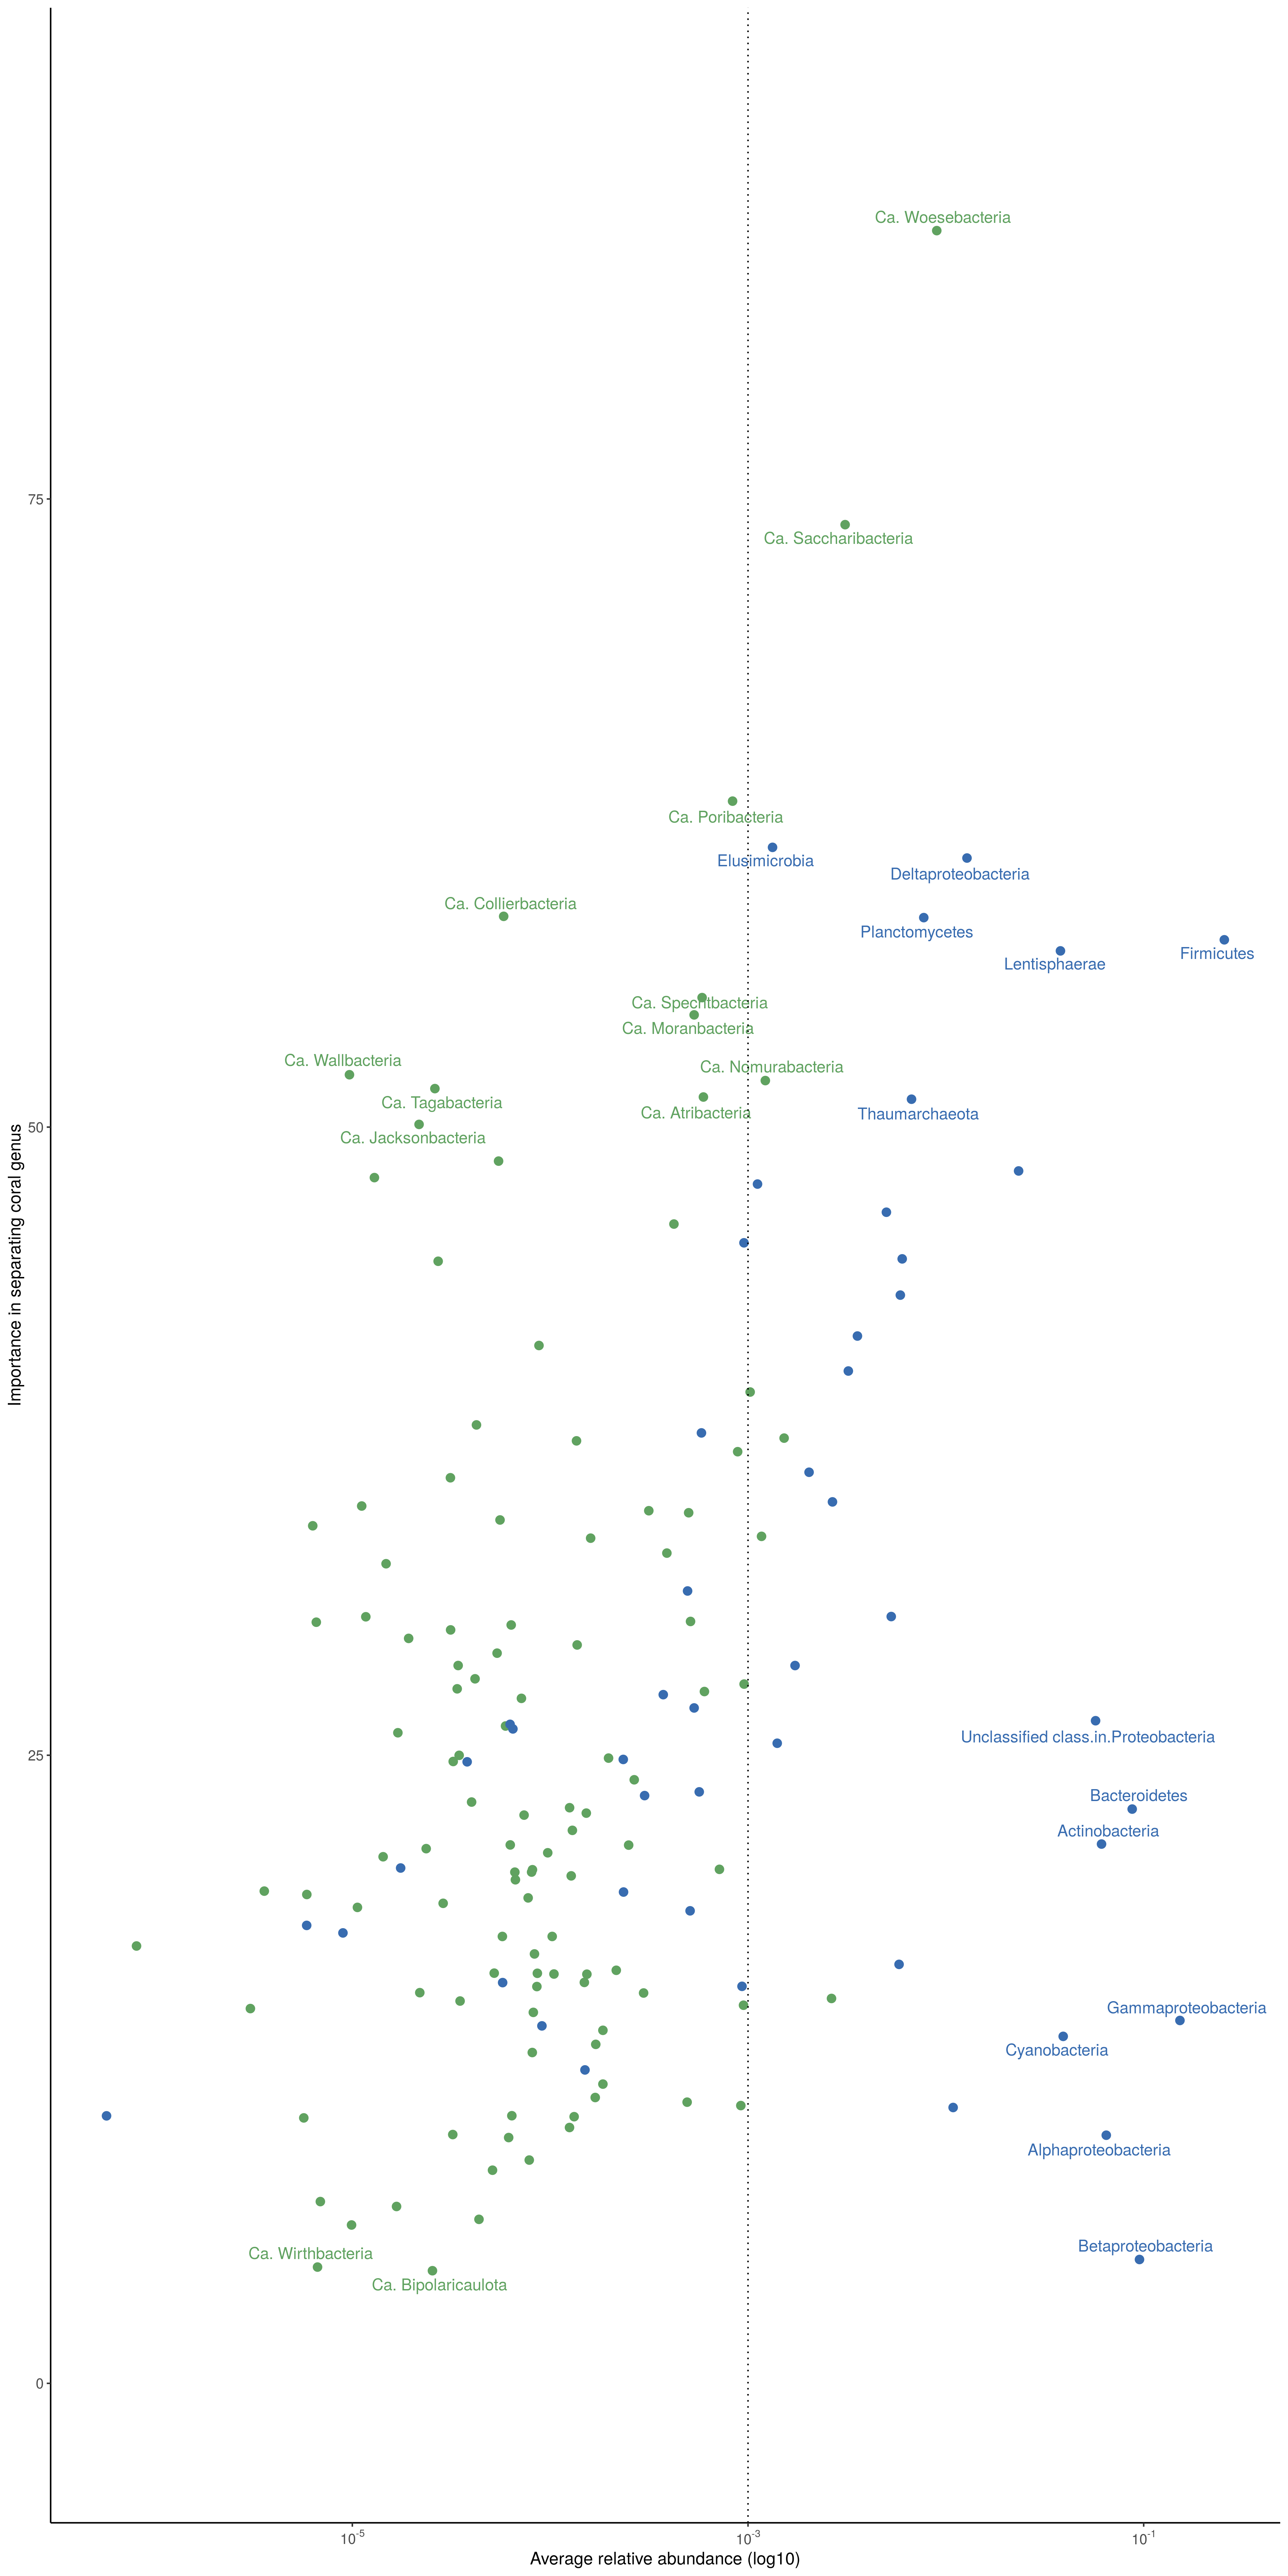 Ca. Woesebacteria
75
Ca. Saccharibacteria
Ca. Poribacteria
Elusimicrobia
Deltaproteobacteria
Ca. Collierbacteria
Planctomycetes
Firmicutes
Lentisphaerae
Ca. Spechtbacteria
Ca. Moranbacteria
Ca. Wallbacteria
Ca. Nomurabacteria
Ca. Tagabacteria
Ca. Atribacteria
Thaumarchaeota
50
Ca. Jacksonbacteria
Importance in separating coral genus
Unclassified class.in.Proteobacteria
25
Bacteroidetes
Actinobacteria
Gammaproteobacteria
Cyanobacteria
Alphaproteobacteria
Betaproteobacteria
Ca. Wirthbacteria
Ca. Bipolaricaulota
0
10-5
10-3
10-1
Average relative abundance (log10)